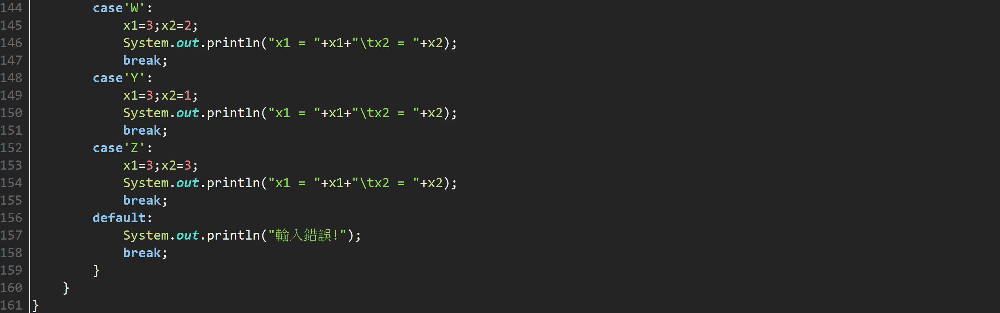 144 case'W':
145 x1=3;x2=2;
146 System.out.println("x1 = "+x1+"\tx2 = "+x2);
147 break;
148 case'Y':
149 x1=3;x2=1;
150 System.out.println("x1 = "+x1+"\tx2 = "+x2);
151 break;
152 case'Z':
153 x1=3;x2=3;
154 System.out.println("x1 = "+x1+"\tx2 = "+x2);
155 break;
156 default:
157 System.out.println("輸入錯誤!");
158 break;
159 }
160 }
161 }